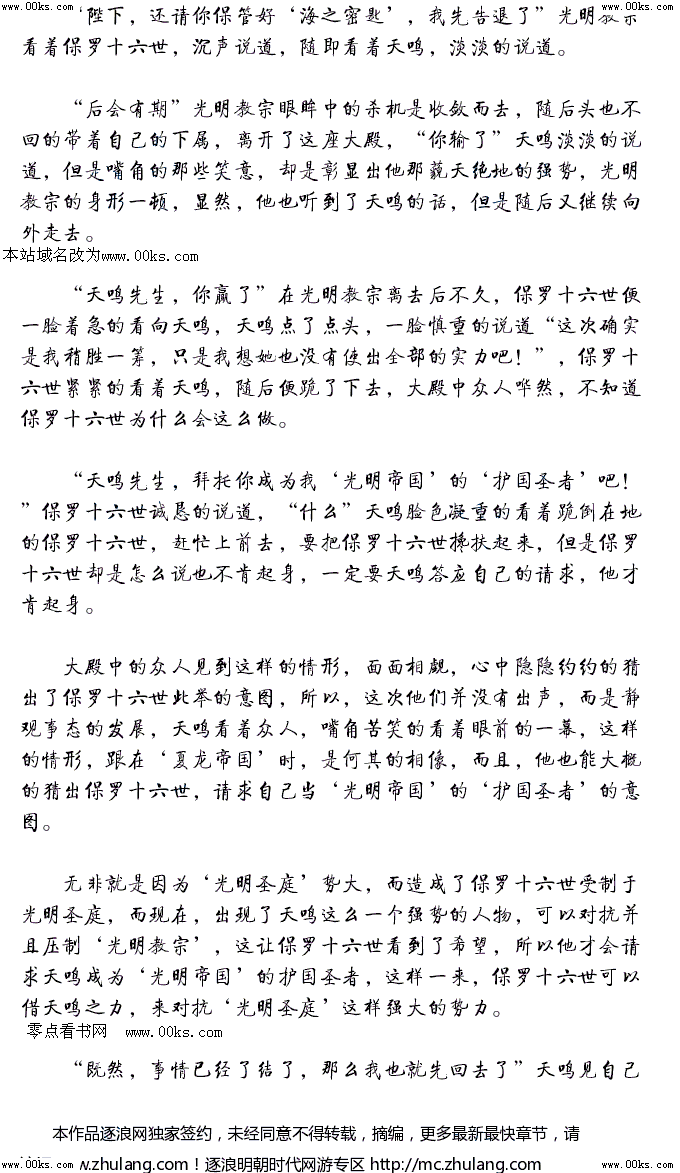 www.00ks.com
www.00ks.com
“陛下，还请你保管好‘海之密匙’，我先告退了”光明教宗
看着保罗十六世，沉声说道，随即看着天鸣，淡淡的说道。
“后会有期”光明教宗眼眸中的杀机是收敛而去，随后头也不
回的带着自己的下属，离开了这座大殿，“你输了”天鸣淡淡的说
道，但是嘴角的那些笑意，却是彰显出他那藐天绝地的强势，光明
教宗的身形一顿，显然，他也听到了天鸣的话，但是随后又继续向
外走去。
本站域名改为www.00ks.com
“天鸣先生，你赢了”在光明教宗离去后不久，保罗十六世便
一脸着急的看向天鸣，天鸣点了点头，一脸慎重的说道“这次确实
是我稍胜一筹，只是我想她也没有使出全部的实力吧！”，保罗十
六世紧紧的看着天鸣，随后便跪了下去，大殿中众人哗然，不知道
保罗十六世为什么会这么做。
“天鸣先生，拜托你成为我‘光明帝国’的‘护国圣者’吧！
”保罗十六世诚恳的说道，“什么”天鸣脸色凝重的看着跪倒在地
的保罗十六世，赶忙上前去，要把保罗十六世搀扶起来，但是保罗
十六世却是怎么说也不肯起身，一定要天鸣答应自己的请求，他才
肯起身。
大殿中的众人见到这样的情形，面面相觑，心中隐隐约约的猜
出了保罗十六世此举的意图，所以，这次他们并没有出声，而是静
观事态的发展，天鸣看着众人，嘴角苦笑的看着眼前的一幕，这样
的情形，跟在‘夏龙帝国’时，是何其的相像，而且，他也能大概
的猜出保罗十六世，请求自己当‘光明帝国’的‘护国圣者’的意
图。
无非就是因为‘光明圣庭’势大，而造成了保罗十六世受制于
光明圣庭，而现在，出现了天鸣这么一个强势的人物，可以对抗并
且压制‘光明教宗’，这让保罗十六世看到了希望，所以他才会请
求天鸣成为‘光明帝国’的护国圣者，这样一来，保罗十六世可以
借天鸣之力，来对抗‘光明圣庭’这样强大的势力。
零点看书网 www.00ks.com
“既然，事情已经了结了，那么我也就先回去了”天鸣见自己
本作品逐浪网独家签约，未经同意不得转载，摘编，更多最新最快章节，请
www.zhulang.com！逐浪明朝时代网游专区 http://mc.zhulang.com/
www.00ks.com
www.00ks.com